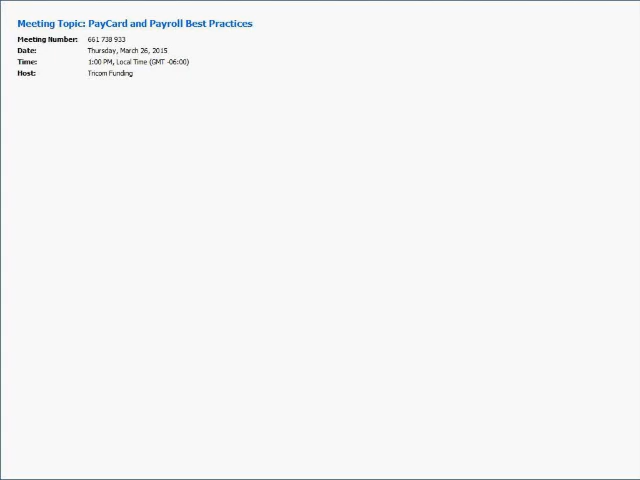 Meeting Topic: PayCard and Payroll Best Practices
Meeting Number: 661 738 933
Date: Thursday, March 26, 2015
Time: 1:00 PM, Local Time (GMT -06:00)
Host: Tricom Funding